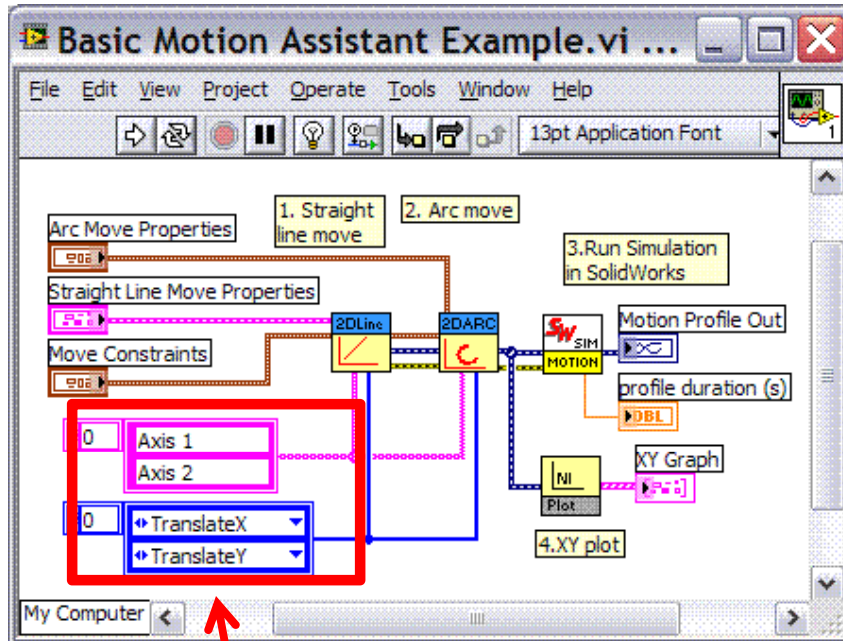 Basic Motion Assistant Example.vi ...
File Edit View Project Operate Tools Window Help
13pt Application Font
1
1. Straight
line move
2. Arc move
Arc Move Properties
3.Run Simulation
in SolidWorks
Straight Line Move Properties
2DLine
2DARC
SW
SIM
MOTION
Motion Profile Out
Move Constraints
profile duration (s)
DBL
0
Axis 1
Axis 2
XY Graph
NI
Plot
0
TranslateX
TranslateY
4.XY plot
My Computer